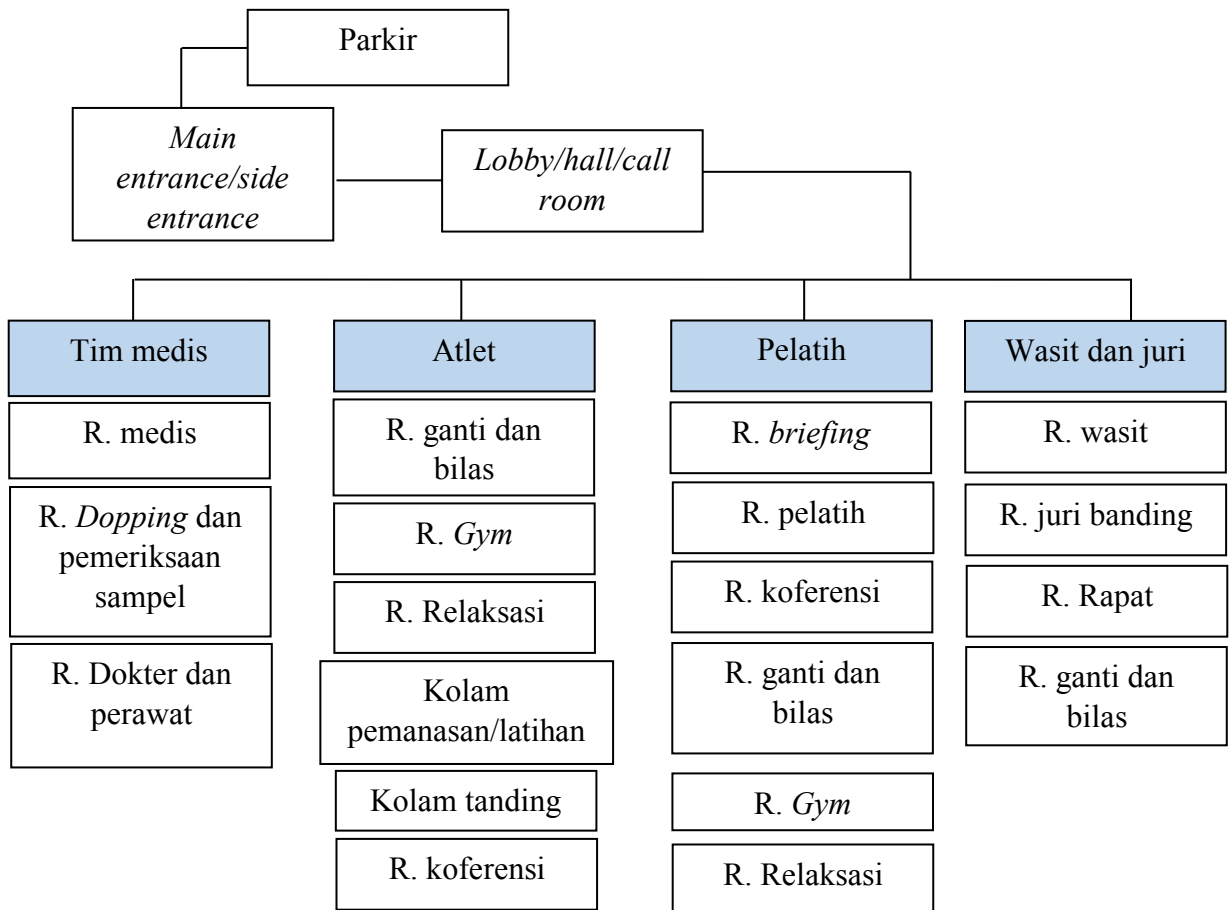 Parkir
Main
entrance/side
entrance
Lobby/hall/call
room
Tim medis
R. medis
R. Dopping dan
pemeriksaan
sampel
R. Dokter dan
perawat
Atlet
R. ganti dan
bilas
R. Gym
R. Relaksasi
Kolam
pemanasan/latihan
Kolam tanding
R. koferensi
Pelatih
R. briefing
R. pelatih
R. koferensi
R. ganti dan
bilas
R. Gym
R. Relaksasi
Wasit dan juri
R. wasit
R. juri banding
R. Rapat
R. ganti dan
bilas